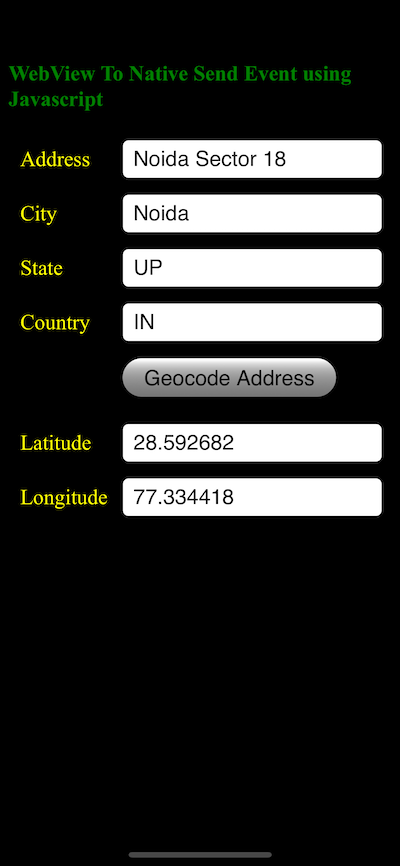 WebView To Native Send Event using
Javascript
Address Noida Sector 18
City Noida
State UP
Country IN
Geocode Address
Latitude 28.592682
Longitude 77.334418